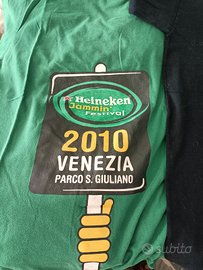 Heineken
Jammin'
Festival
2010
VENEZIA
PARCO S. GIULIANO
subito